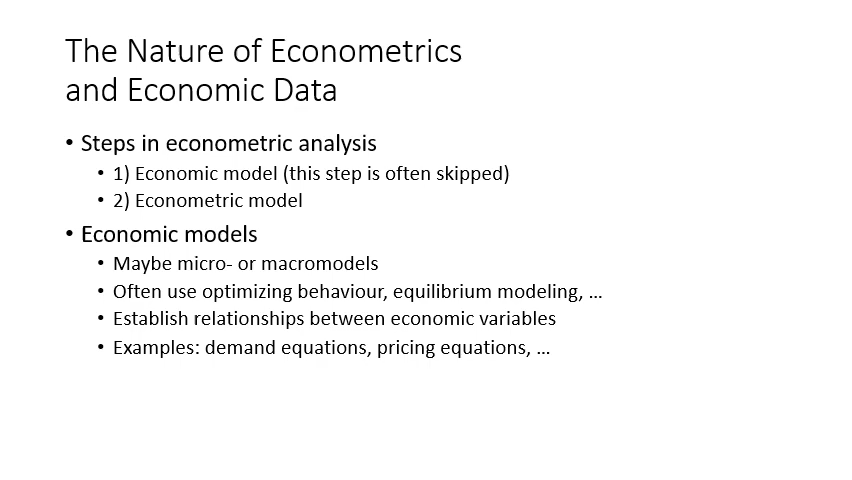 The Nature of Econometrics
and Economic Data
• Steps in econometric analysis
• 1) Economic model (this step is often skipped)
• 2) Econometric model
• Economic models
• Maybe micro- or macromodels
• Often use optimizing behaviour, equilibrium modeling, …
• Establish relationships between economic variables
• Examples: demand equations, pricing equations, …